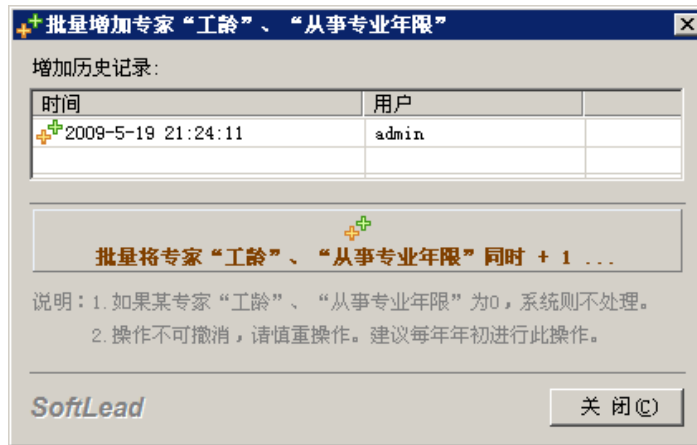 批量增加专家“工龄”、“从事专业年限”
增加历史记录:
时间 用户
2009-5-19 21:24:11 admin
批量将专家“工龄”、“从事专业年限”同时 + 1 ...
说明：1.如果某专家“工龄”、“从事专业年限”为0，系统则不处理。
2.操作不可撤消，请慎重操作。建议每年年初进行此操作。
SoftLead 关 闭(C)